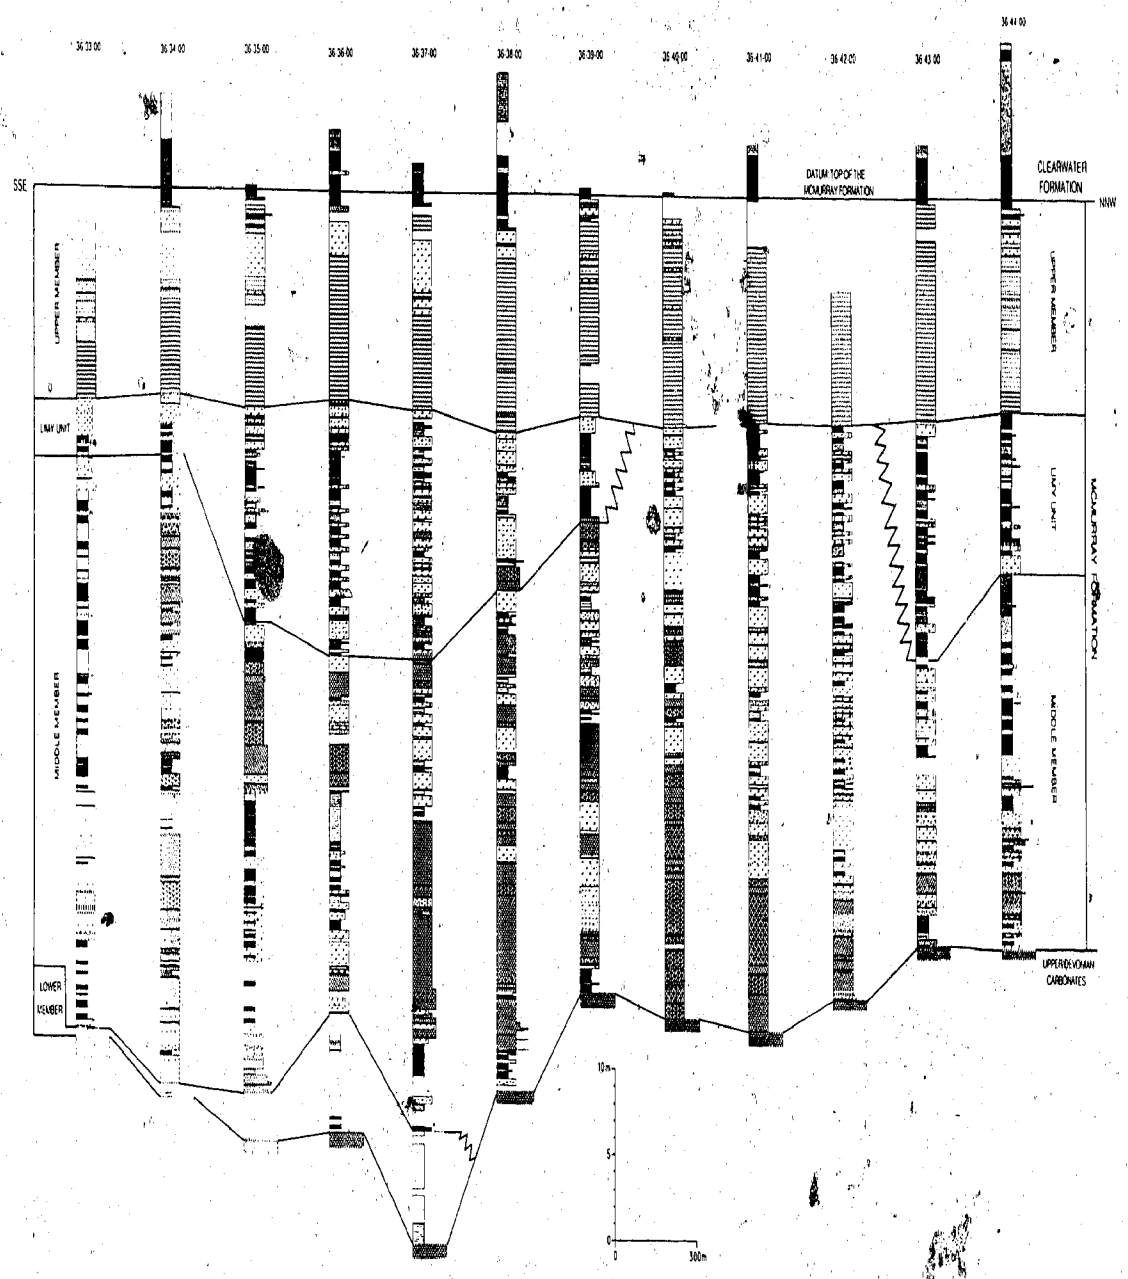 36-44-00
36-33-00
36-34-00
36-35-00
36-36-00
36-37-00
36-38-00
36-39-00
36-40-00
36-41-00
36-42-00
36-43-00
SSE
DATUM: TOP OF THE
MCMURRAY FORMATION
CLEARWATER
FORMATION
NNW
UPPER MEMBER
UPPER MEMBER
LIMY UNIT
LIMY UNIT
MCMURRAY FORMATION
MIDDLE MEMBER
MIDDLE MEMBER
LOWER
MEMBER
UPPER DEVONIAN
CARBONATES
10m
5
0
0
300m